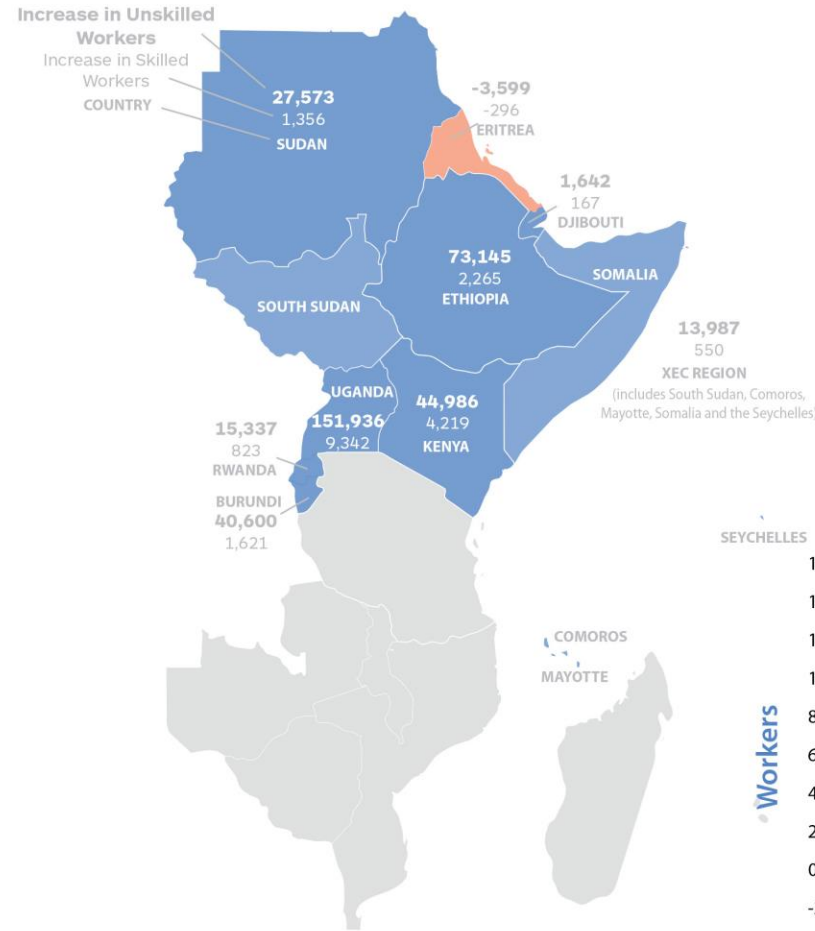 Increase in Unskilled
Workers
Increase in Skilled
Workers
COUNTRY
27,573
1,356
SUDAN
-3,599
-296
ERITREA
1,642
167
DJIBOUTI
73,145
2,265
ETHIOPIA
SOMALIA
SOUTH SUDAN
13,987
550
XEC REGION
(includes South Sudan, Comoros,
Mayotte, Somalia and the Seychelles)
UGANDA
151,936
9,342
44,986
4,219
KENYA
15,337
823
RWANDA
BURUNDI
40,600
1,621
SEYCHELLES
COMOROS
MAYOTTE
Workers